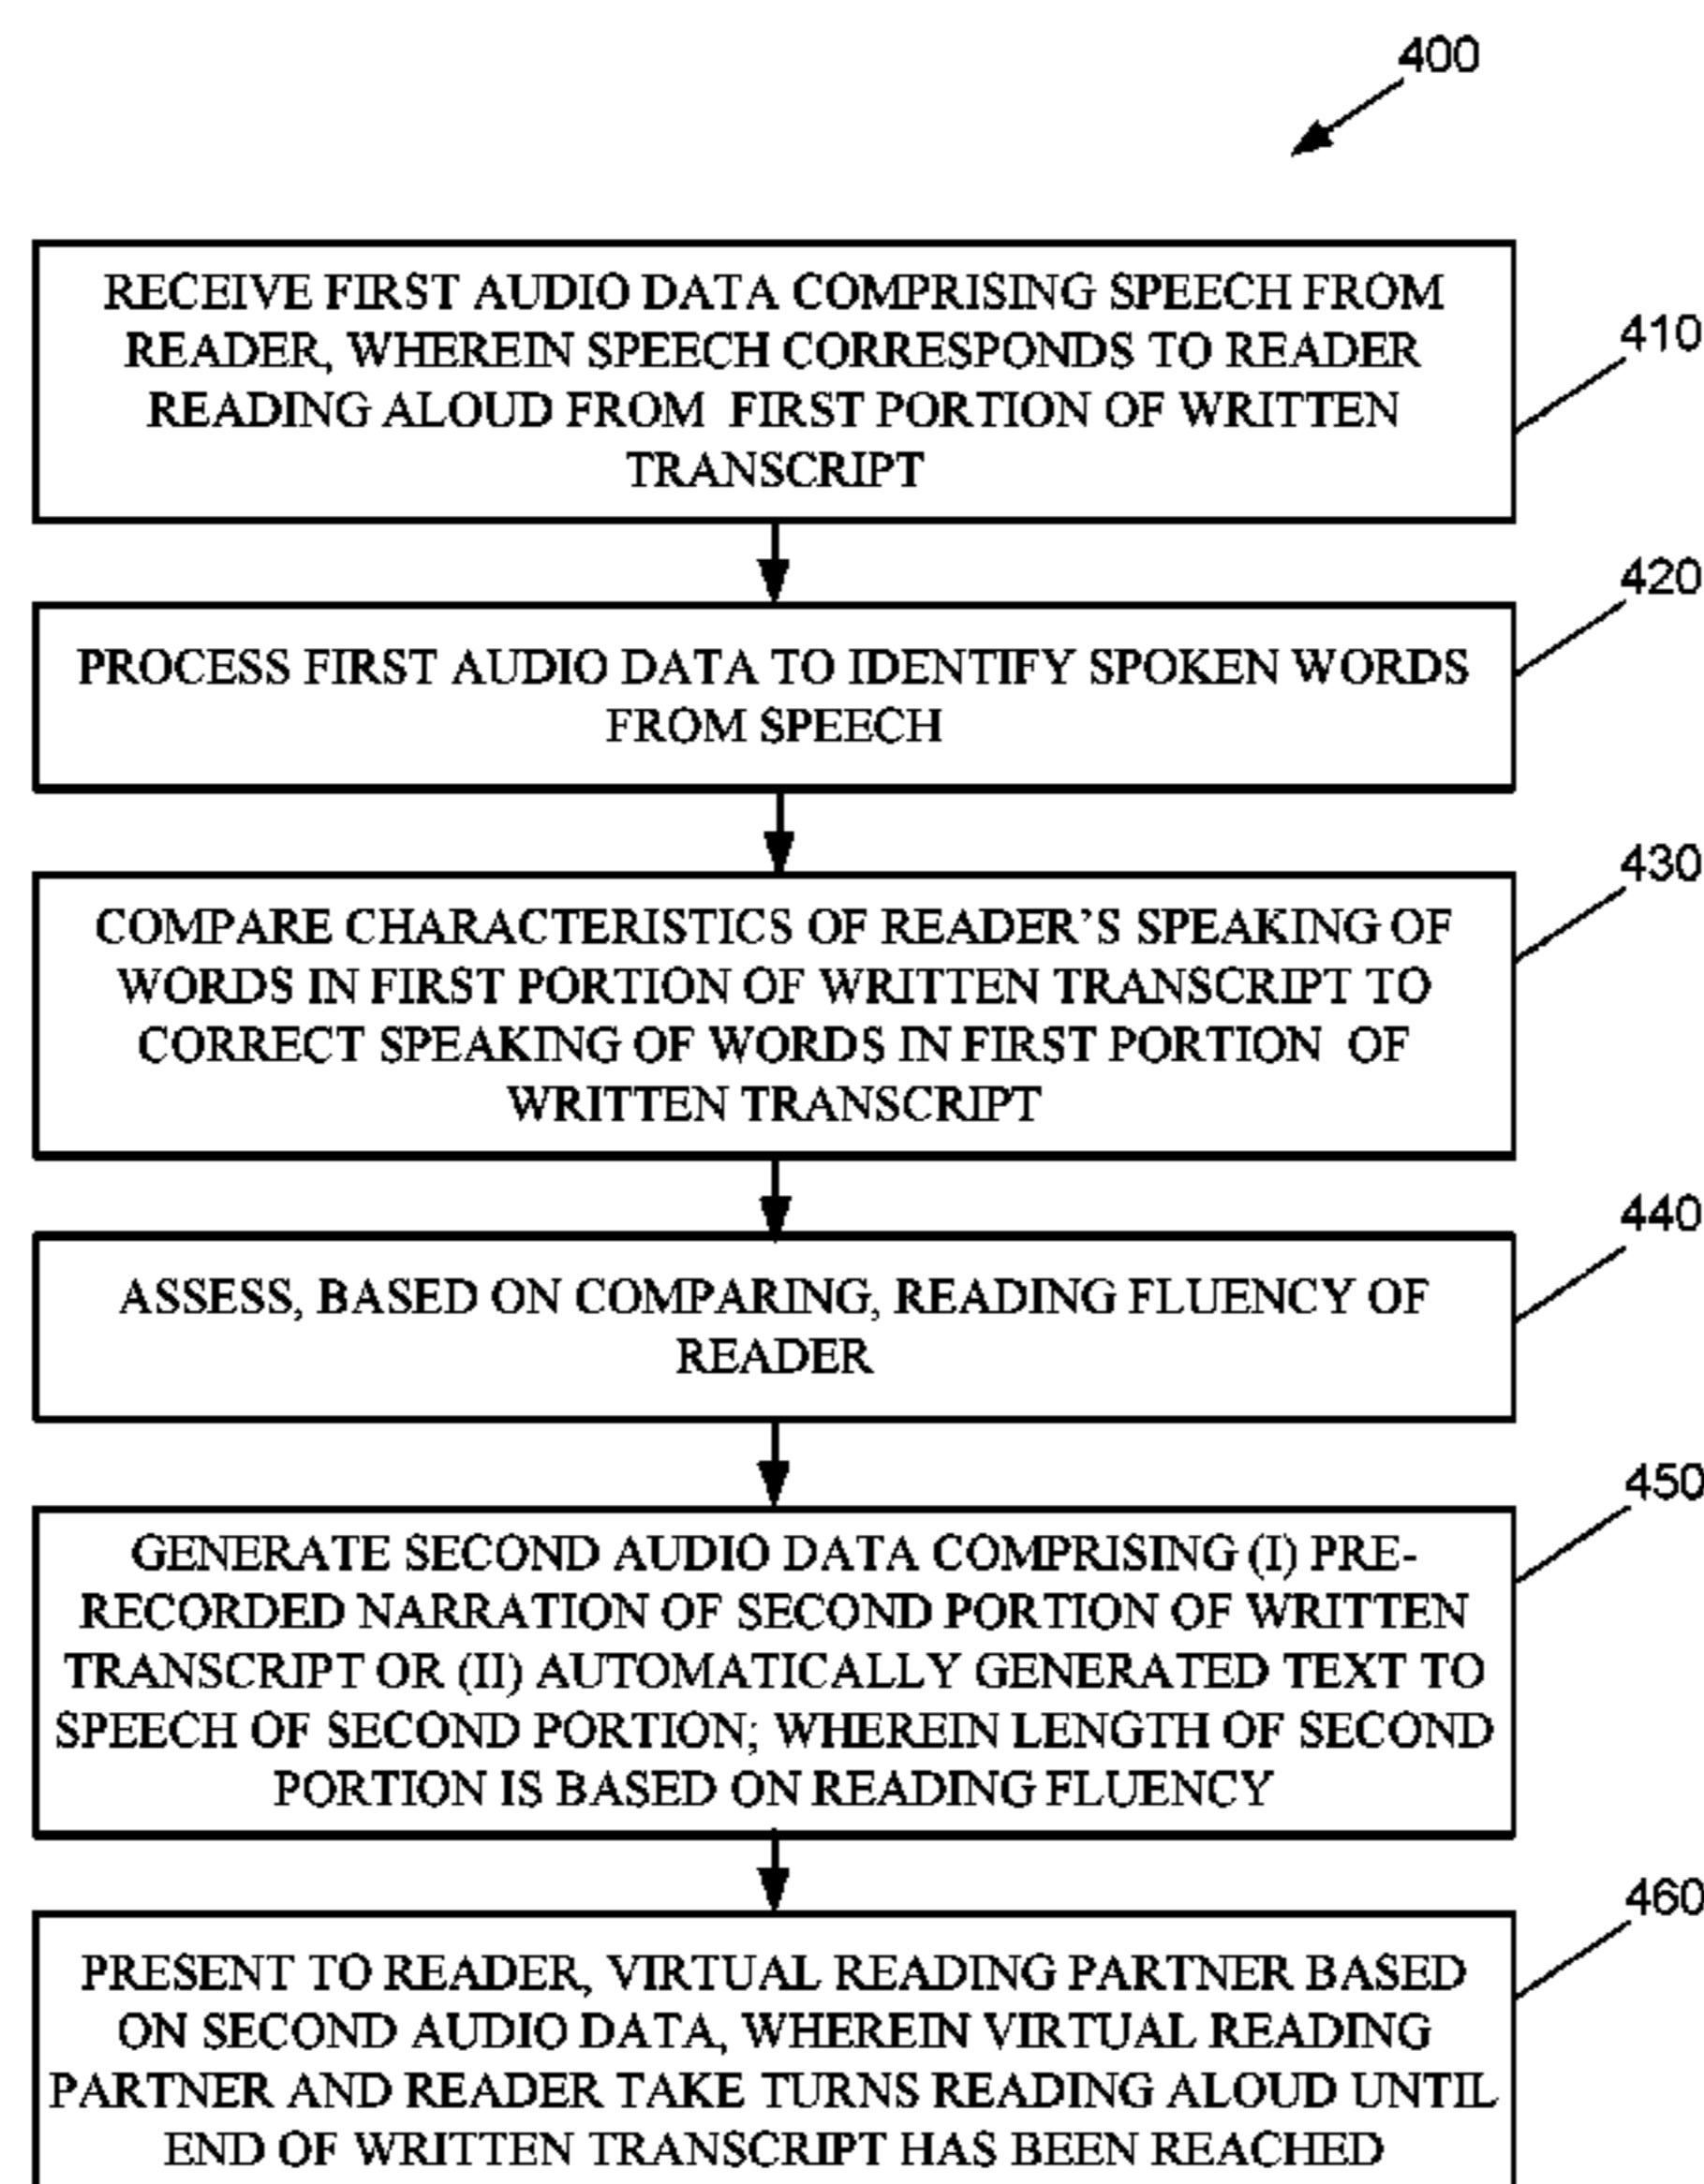 400
RECEIVE FIRST AUDIO DATA COMPRISING SPEECH FROM
READER, WHEREIN SPEECH CORRESPONDS TO READER
READING ALOUD FROM FIRST PORTION OF WRITTEN
TRANSCRIPT
410
PROCESS FIRST AUDIO DATA TO IDENTIFY SPOKEN WORDS
FROM SPEECH
420
COMPARE CHARACTERISTICS OF READER’S SPEAKING OF
WORDS IN FIRST PORTION OF WRITTEN TRANSCRIPT TO
CORRECT SPEAKING OF WORDS IN FIRST PORTION OF
WRITTEN TRANSCRIPT
430
ASSESS, BASED ON COMPARING, READING FLUENCY OF
READER
440
GENERATE SECOND AUDIO DATA COMPRISING (I) PRE-
RECORDED NARRATION OF SECOND PORTION OF WRITTEN
TRANSCRIPT OR (II) AUTOMATICALLY GENERATED TEXT TO
SPEECH OF SECOND PORTION; WHEREIN LENGTH OF SECOND
PORTION IS BASED ON READING FLUENCY
450
PRESENT TO READER, VIRTUAL READING PARTNER BASED
ON SECOND AUDIO DATA, WHEREIN VIRTUAL READING
PARTNER AND READER TAKE TURNS READING ALOUD UNTIL
END OF WRITTEN TRANSCRIPT HAS BEEN REACHED
460